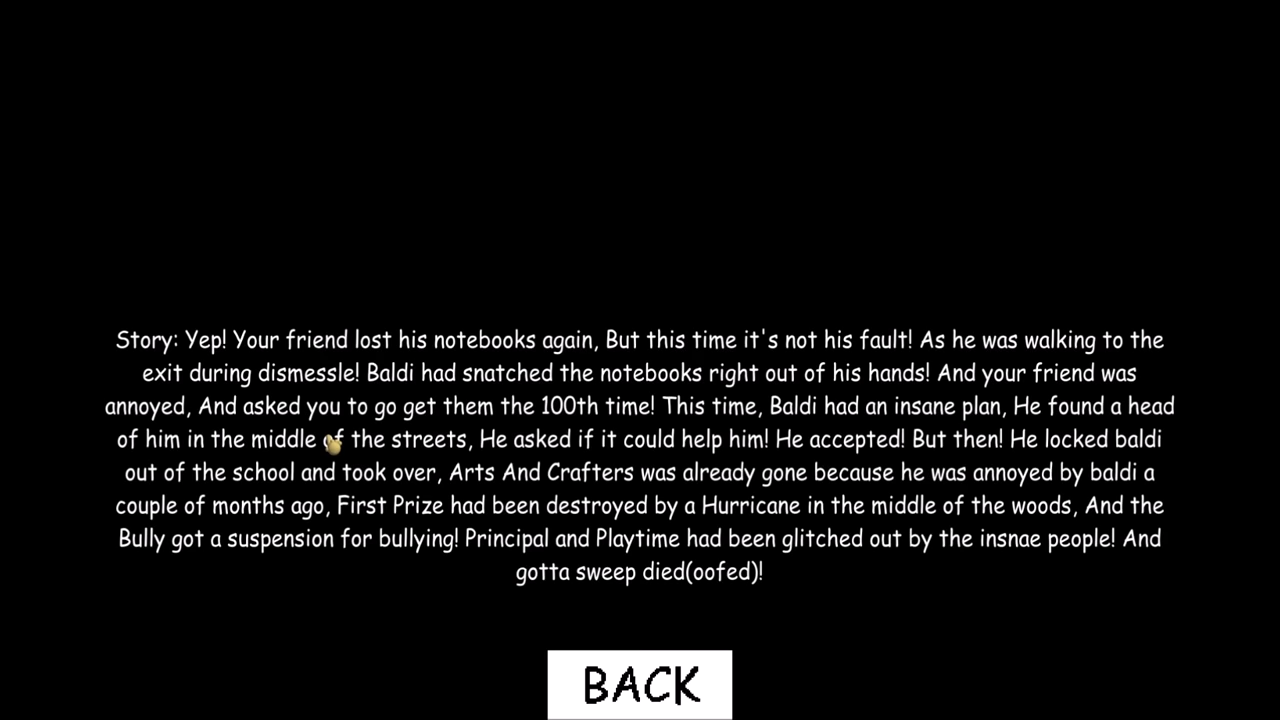 Story: Yep! Your friend lost his notebooks again, But this time it's not his fault! As he was walking to the
exit during dismessle! Baldi had snatched the notebooks right out of his hands! And your friend was
annoyed, And asked you to go get them the 100th time! This time, Baldi had an insane plan, He found a head
of him in the middle of the streets, He asked if it could help him! He accepted! But then! He locked baldi
out of the school and took over, Arts And Crafters was already gone because he was annoyed by baldi a
couple of months ago, First Prize had been destroyed by a Hurricane in the middle of the woods, And the
Bully got a suspension for bullying! Principal and Playtime had been glitched out by the insnae people! And
gotta sweep died(oofed)!
BACK